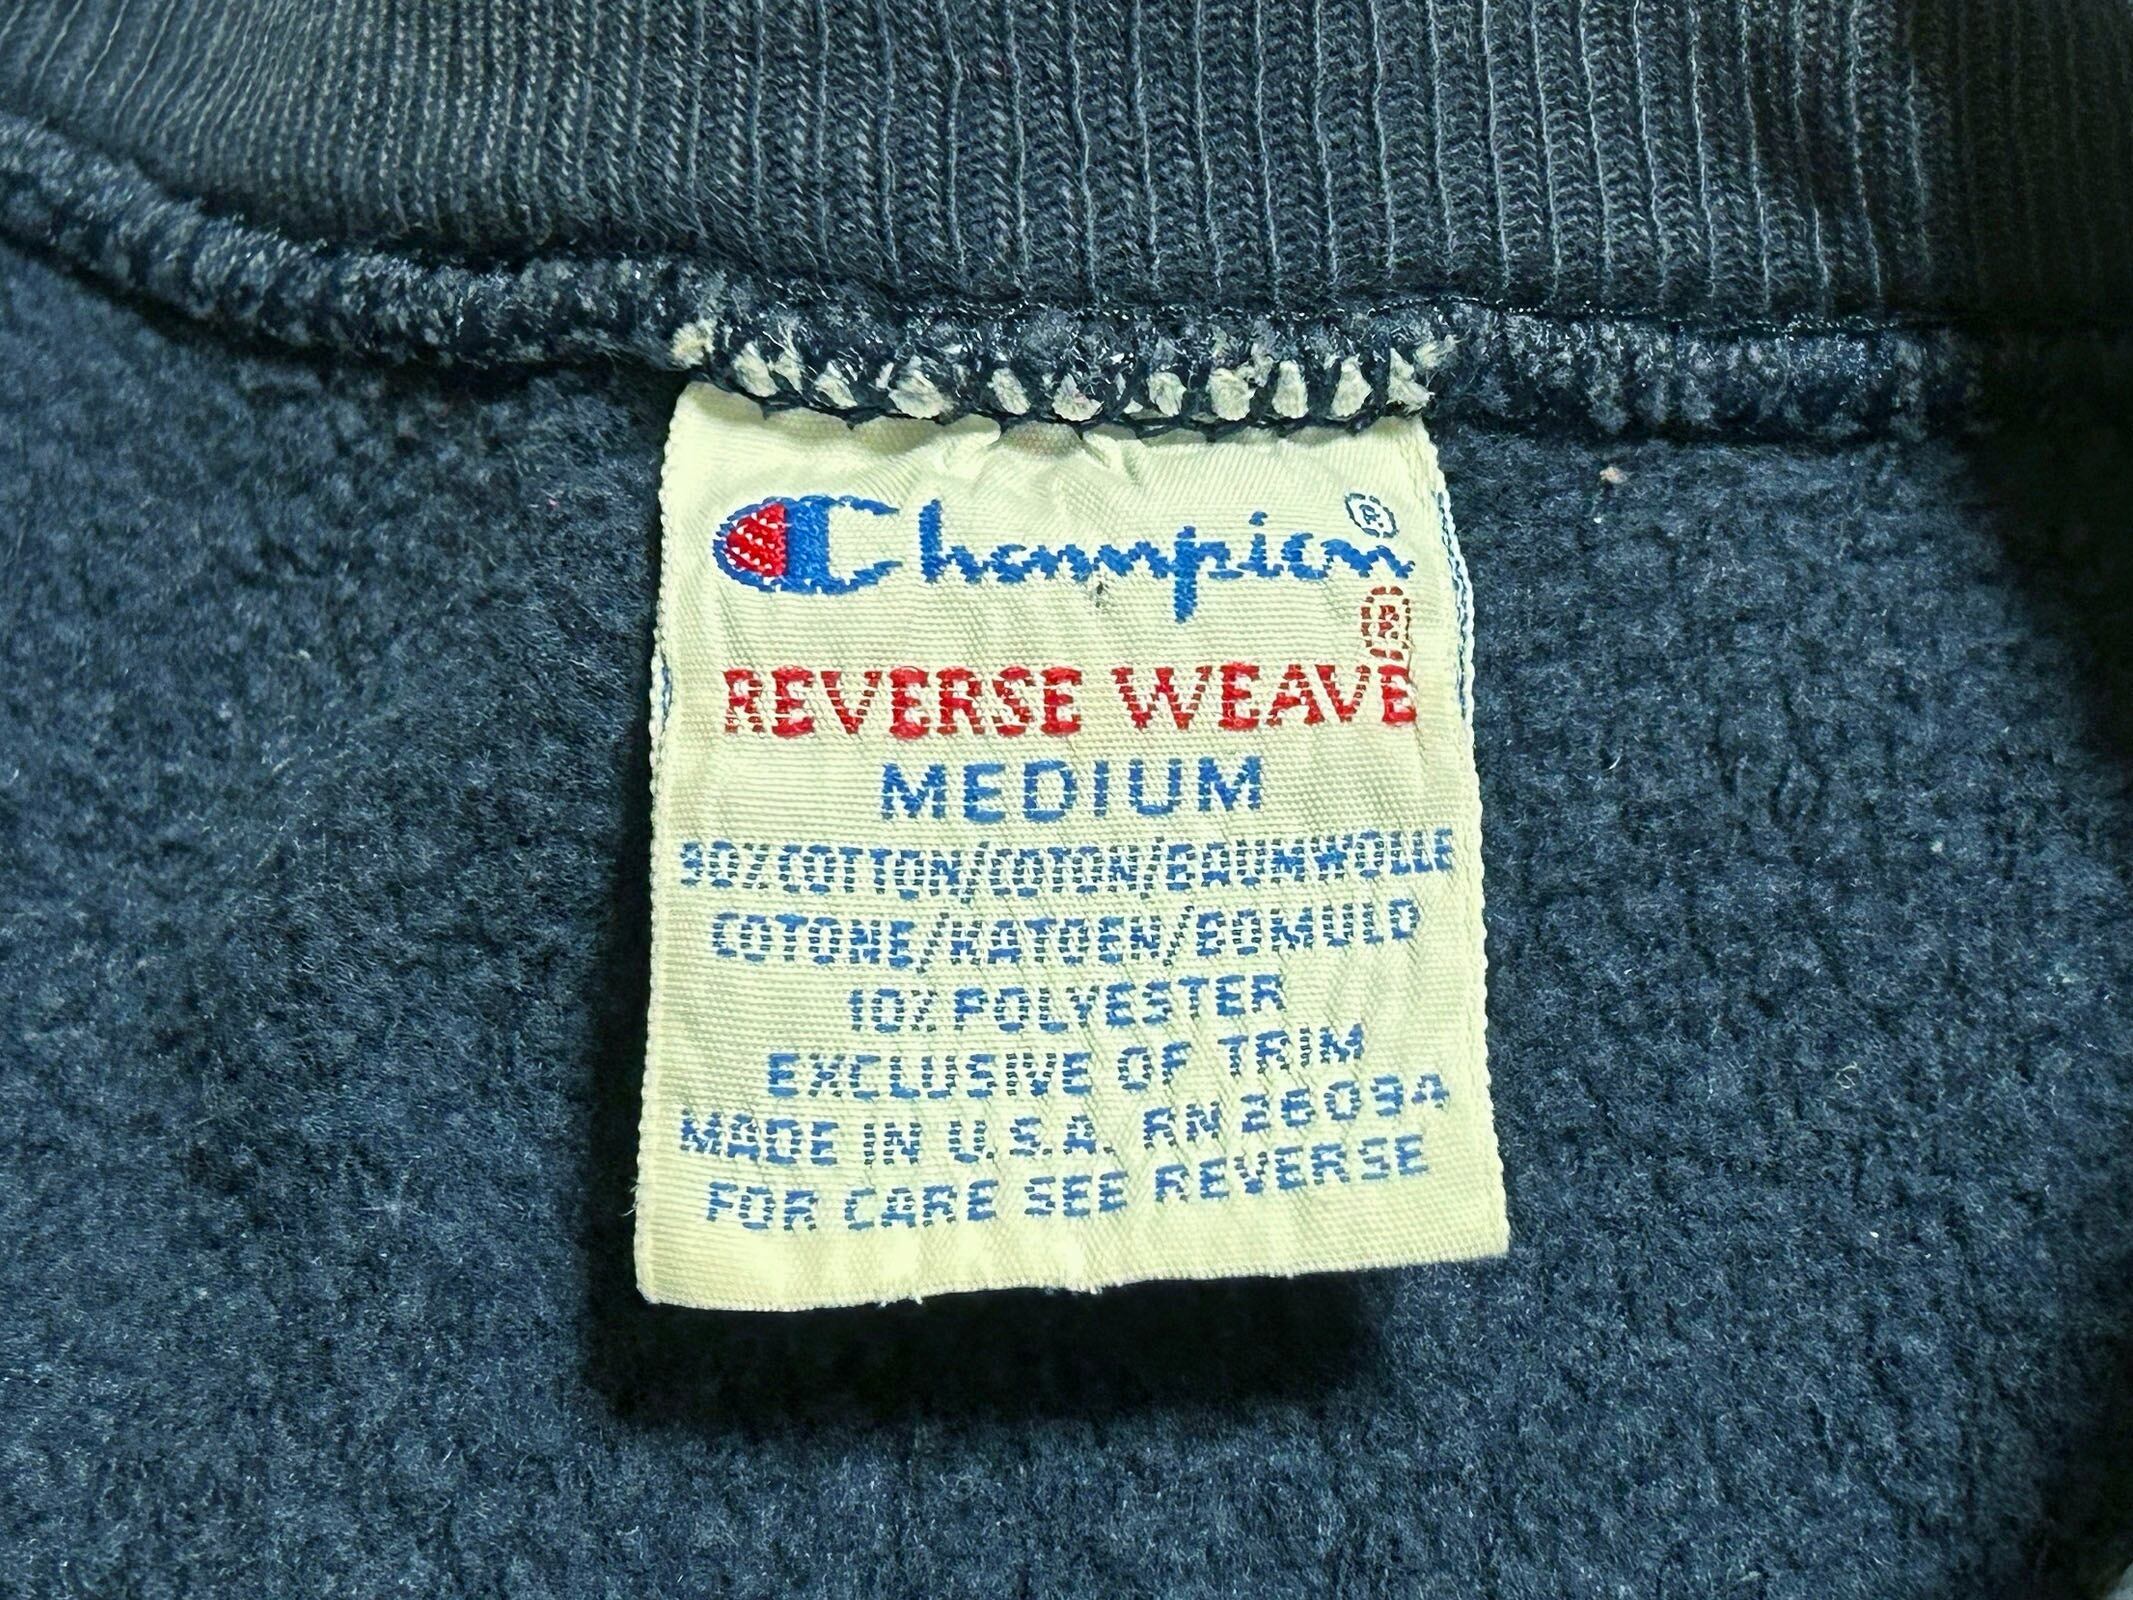 Champion®
®
REVERSE WEAVE
MEDIUM
90% COTTON/COTON/BAUMWOLLE
COTONE/KATOEN/BOMULD
10% POLYESTER
EXCLUSIVE OF TRIM
MADE IN U.S.A. RN 26094
FOR CARE SEE REVERSE